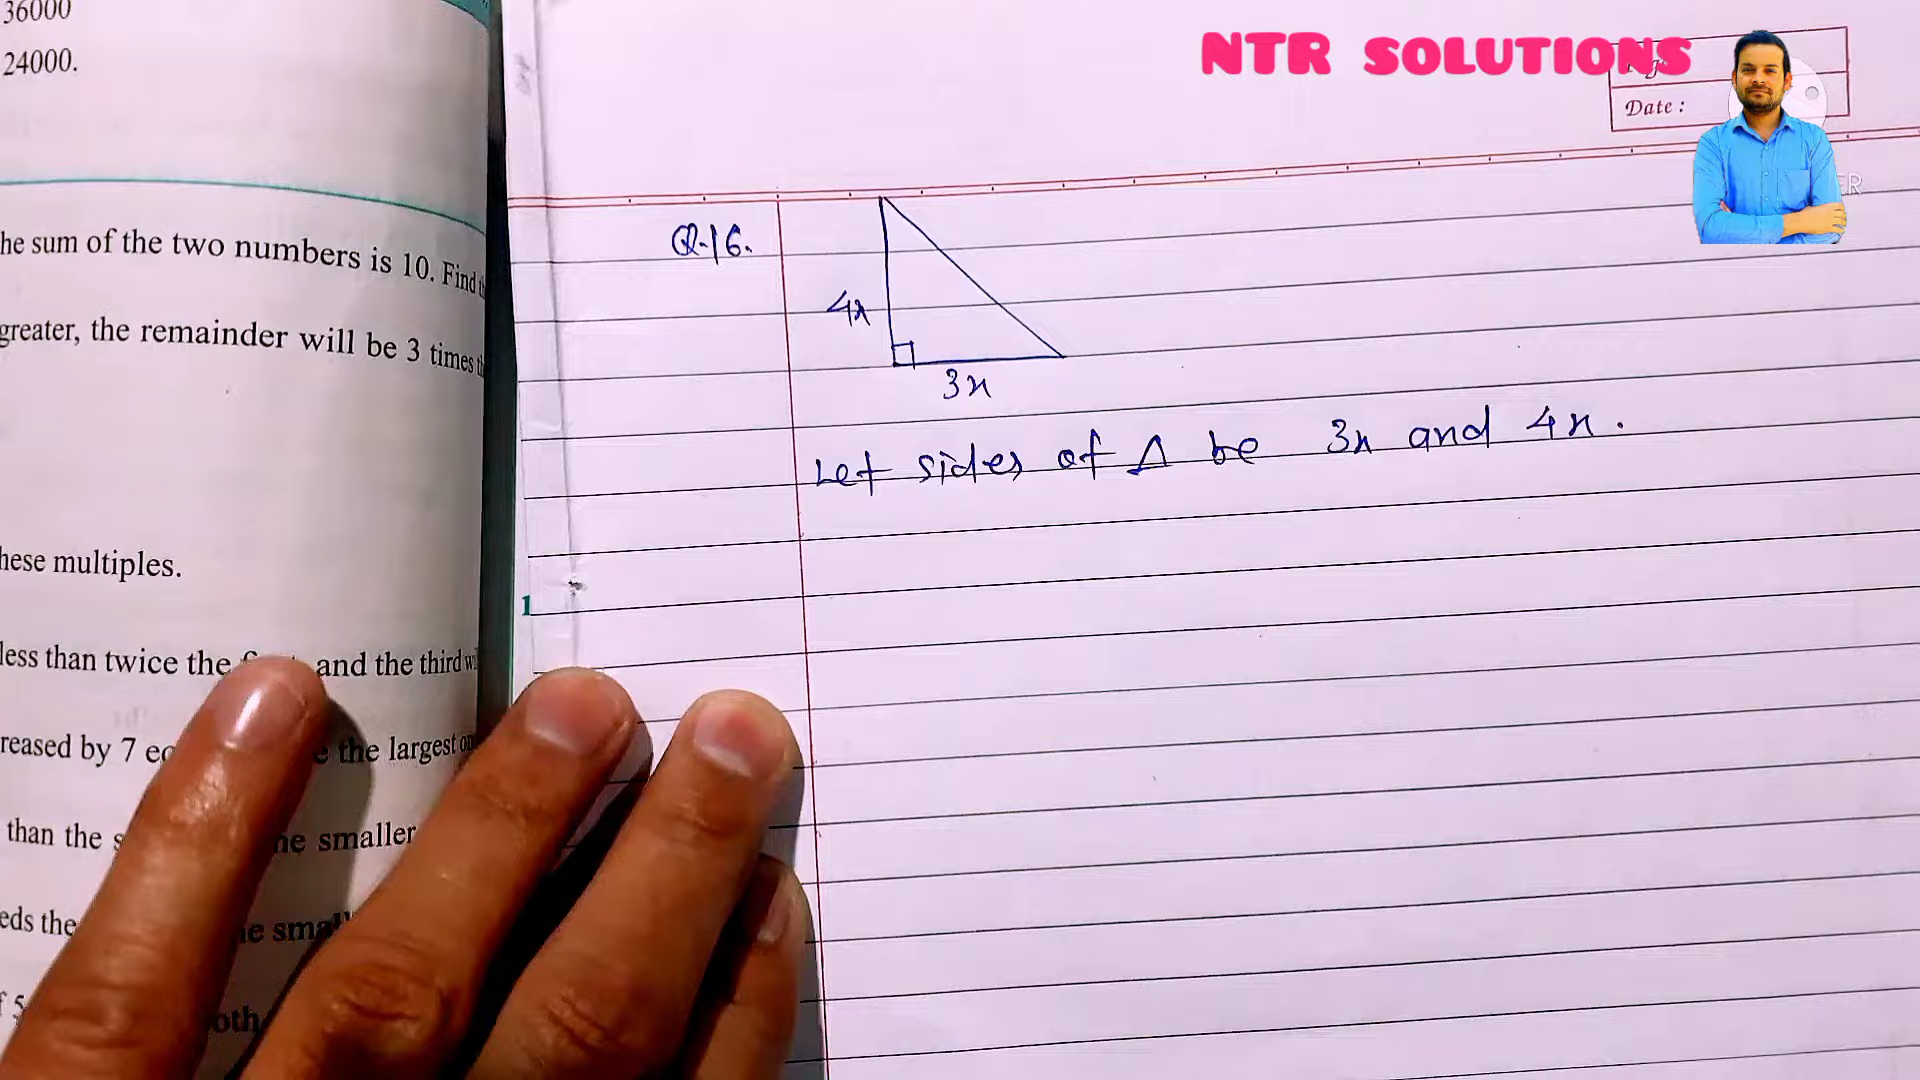 36000
24000.
he sum of the two numbers is 10. Find
greater, the remainder will be 3 times
hese multiples.
less than twice the and the third
reased by 7 the largest
than the smaller
eds the
NTR SOLUTIONS
Date :
Q.16.
4x
3x
Let sides of Δ be 3x and 4x.
1